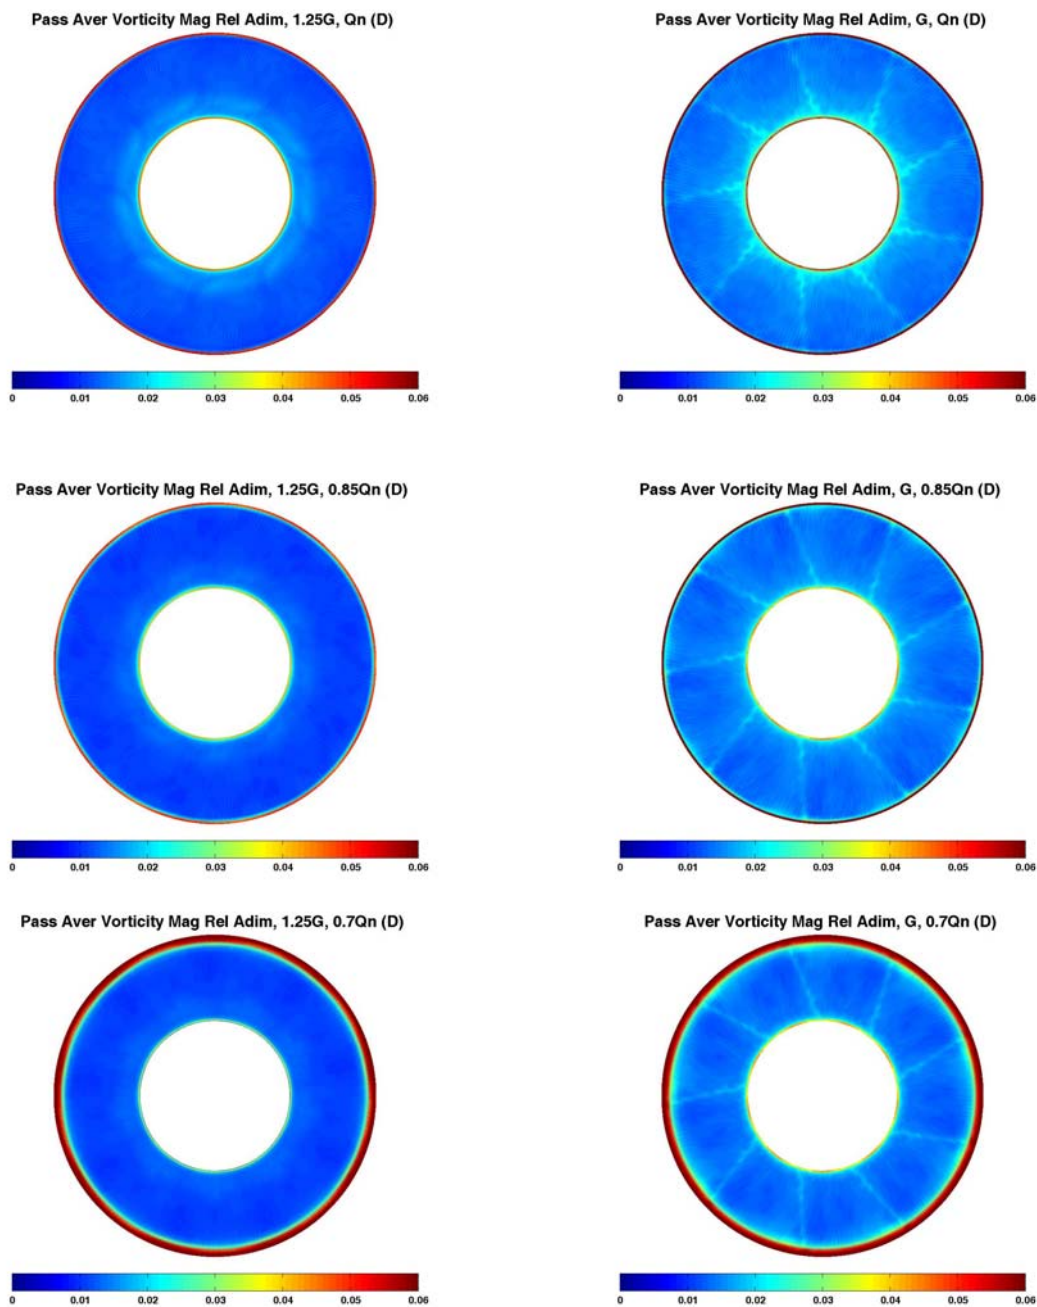 Pass Aver Vorticity Mag Rel Adim, 1.25G, Qn (D)
Pass Aver Vorticity Mag Rel Adim, G, Qn (D)
0 0.01 0.02 0.03 0.04 0.05 0.06
0 0.01 0.02 0.03 0.04 0.05 0.06
Pass Aver Vorticity Mag Rel Adim, 1.25G, 0.85Qn (D)
Pass Aver Vorticity Mag Rel Adim, G, 0.85Qn (D)
0 0.01 0.02 0.03 0.04 0.05 0.06
0 0.01 0.02 0.03 0.04 0.05 0.06
Pass Aver Vorticity Mag Rel Adim, 1.25G, 0.7Qn (D)
Pass Aver Vorticity Mag Rel Adim, G, 0.7Qn (D)
0 0.01 0.02 0.03 0.04 0.05 0.06
0 0.01 0.02 0.03 0.04 0.05 0.06